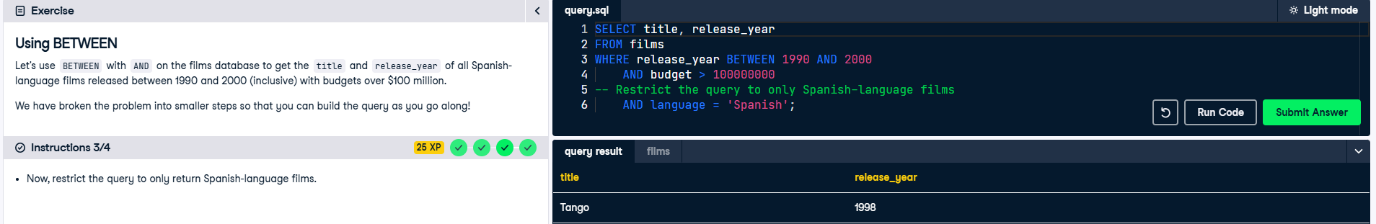 Exercise
Using BETWEEN
Let's use BETWEEN with AND on the films database to get the title and release_year of all Spanish-
language films released between 1990 and 2000 (inclusive) with budgets over $100 million.
We have broken the problem into smaller steps so that you can build the query as you go along!
Instructions 3/4
25 XP
Now, restrict the query to only return Spanish-language films.
query.sql
Light mode
1 SELECT title, release_year
2 FROM films
3 WHERE release_year BETWEEN 1990 AND 2000
4 AND budget > 100000000
5 -- Restrict the query to only Spanish-language films
6 AND language = 'Spanish';
Run Code
Submit Answer
query result
films
title release_year
Tango 1998